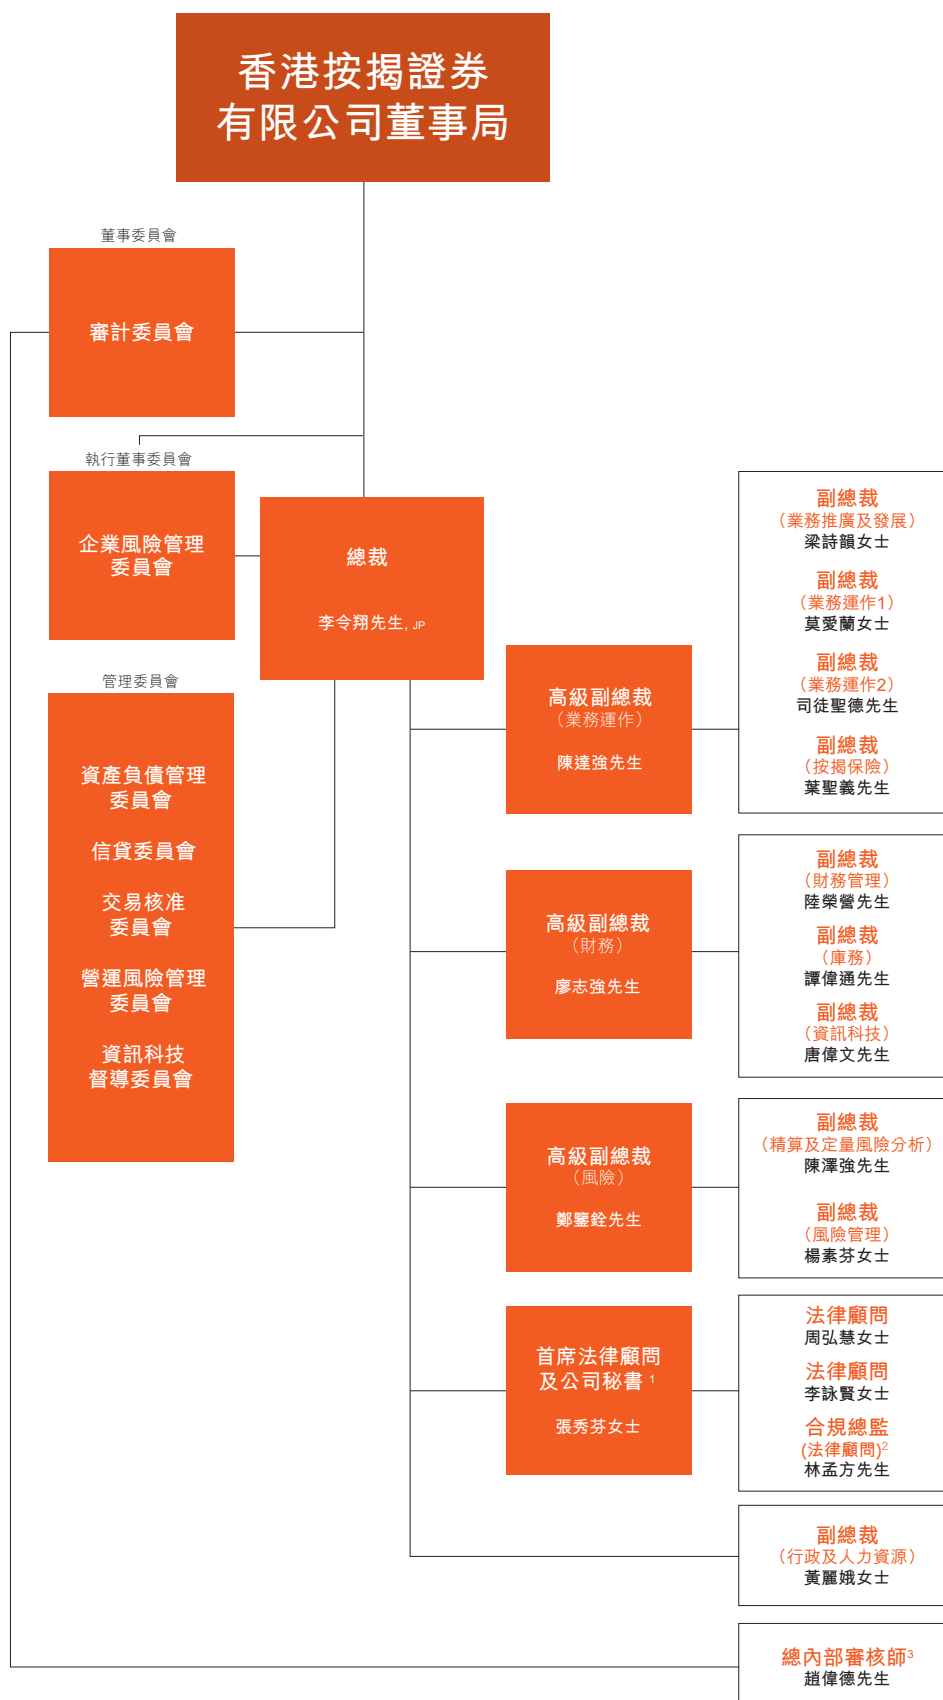 香港按揭證券
有限公司董事局
董事委員會
審計委員會
執行董事委員會
企業風險管理
委員會
總裁
李令翔先生, JP
管理委員會
資產負債管理
委員會
信貸委員會
交易核准
委員會
營運風險管理
委員會
資訊科技
督導委員會
高級副總裁
（業務運作）
陳達強先生
副總裁
（業務推廣及發展）
梁詩韻女士
副總裁
（業務運作1）
莫愛蘭女士
副總裁
（業務運作2）
司徒聖德先生
副總裁
（按揭保險）
葉聖義先生
高級副總裁
（財務）
廖志強先生
副總裁
（財務管理）
陸榮營先生
副總裁
（庫務）
譚偉通先生
副總裁
（資訊科技）
唐偉文先生
高級副總裁
（風險）
鄭鑒銓先生
副總裁
（精算及定量風險分析）
陳澤強先生
副總裁
（風險管理）
楊素芬女士
首席法律顧問
及公司秘書 1
張秀芬女士
法律顧問
周弘慧女士
法律顧問
李詠賢女士
合規總監
(法律顧問)2
林孟方先生
副總裁
（行政及人力資源）
黃麗娥女士
總內部審核師3
趙偉德先生